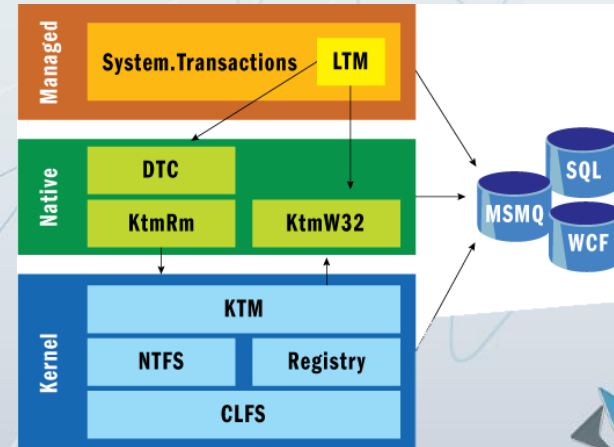 Managed
System.Transactions
LTM
Native
DTC
KtmRm
KtmW32
Kernel
KTM
NTFS
Registry
CLFS
SQL
MSMQ
WCF